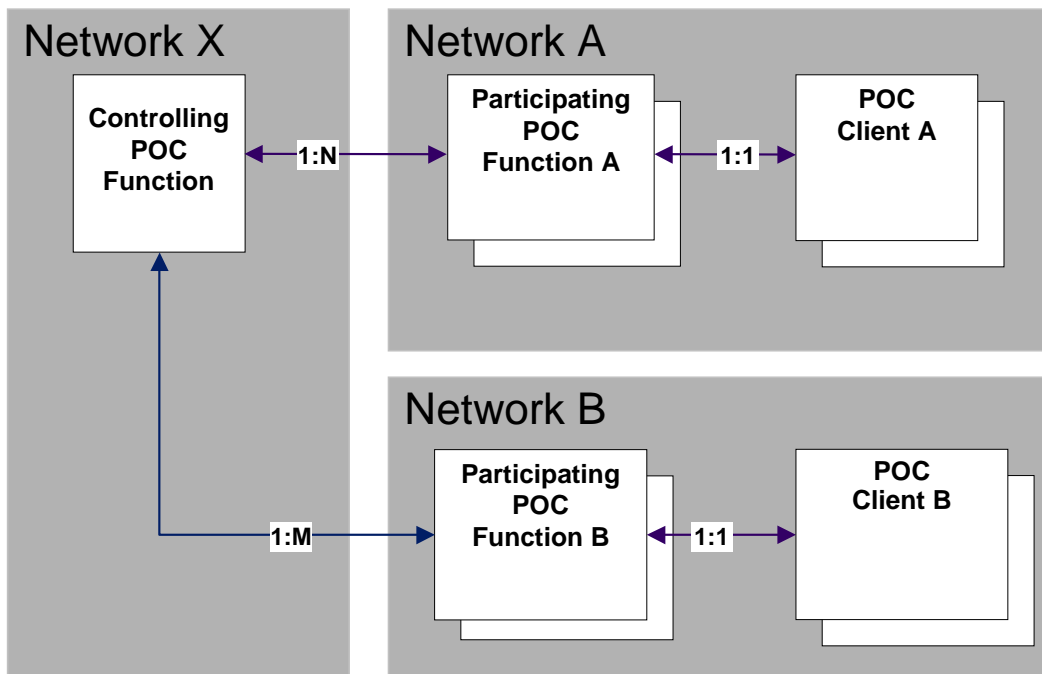 Network X
Controlling
POC
Function
1:N
1:M
Network A
Participating
POC
Function A
1:1
POC
Client A
Network B
Participating
POC
Function B
1:1
POC
Client B